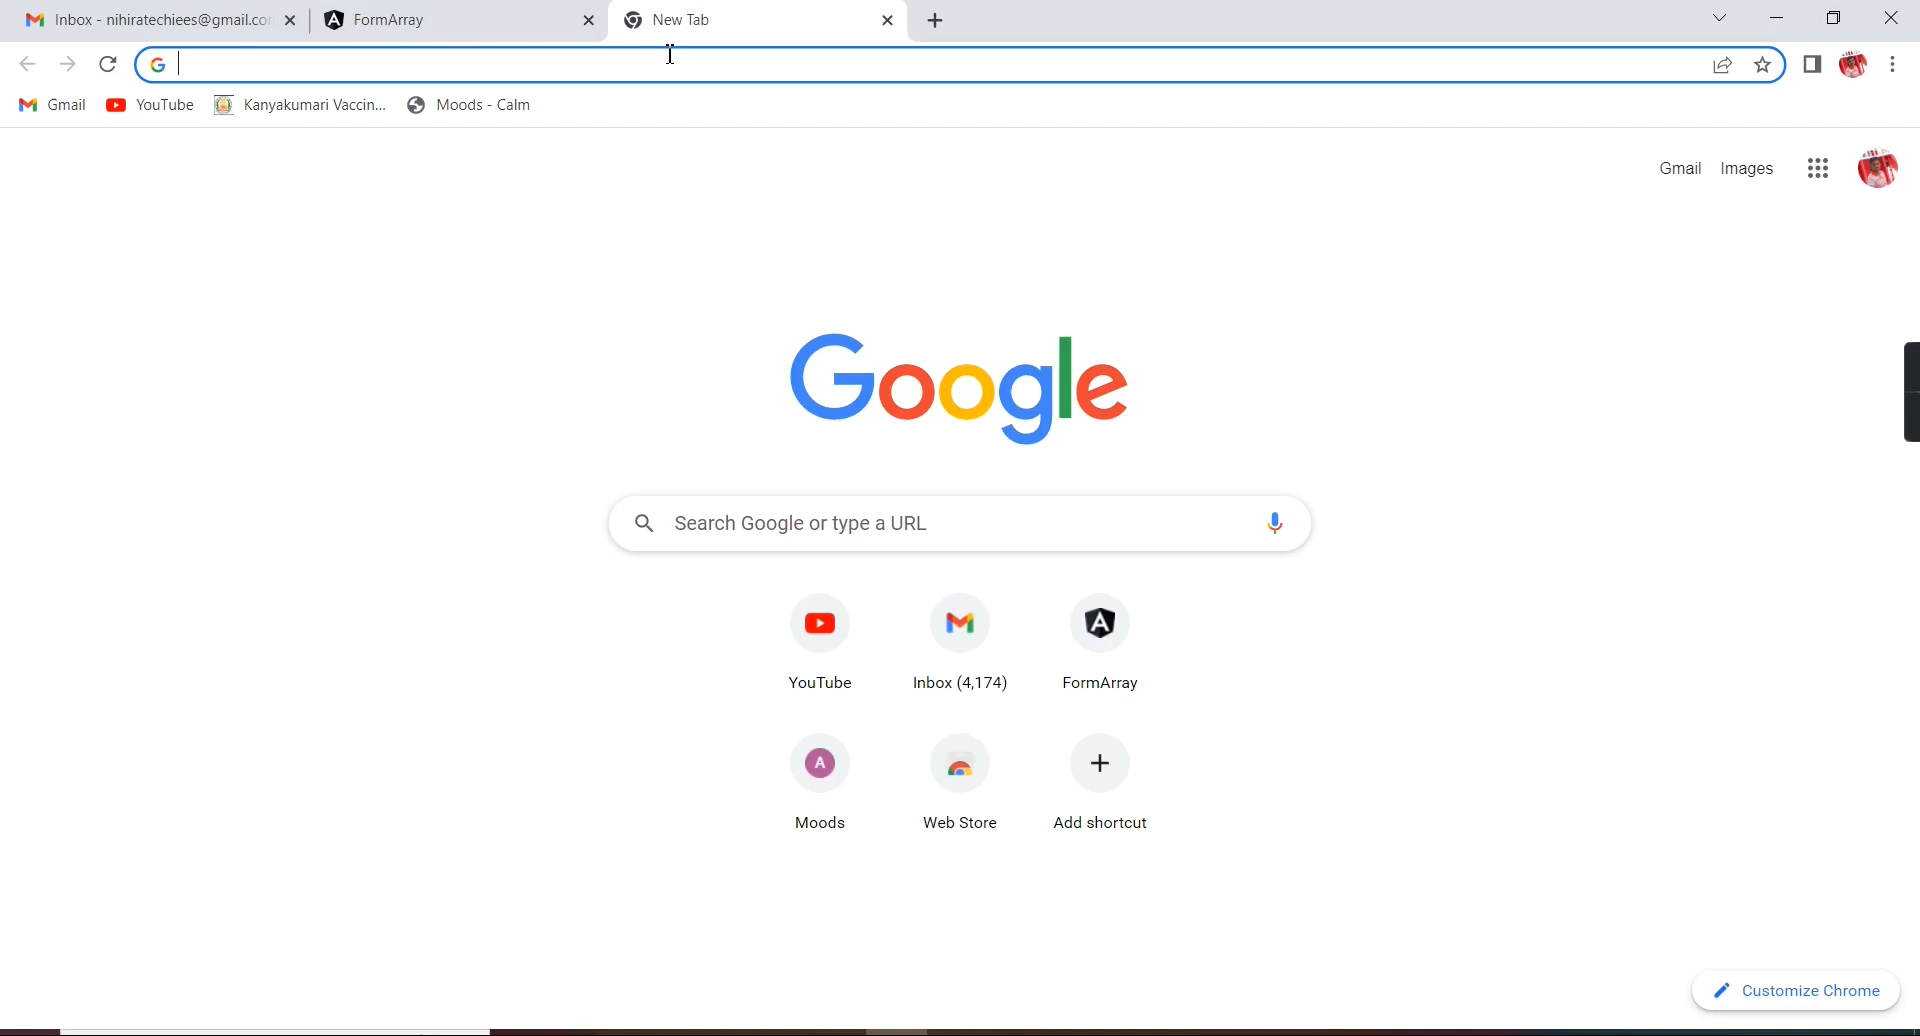 Inbox - nihiratechiees@gmail.co
FormArray
New Tab
Gmail
YouTube
Kanyakumari Vaccin...
Moods - Calm
Gmail
Images
Google
Search Google or type a URL
YouTube
Inbox (4,174)
FormArray
A
Moods
Web Store
Add shortcut
Customize Chrome